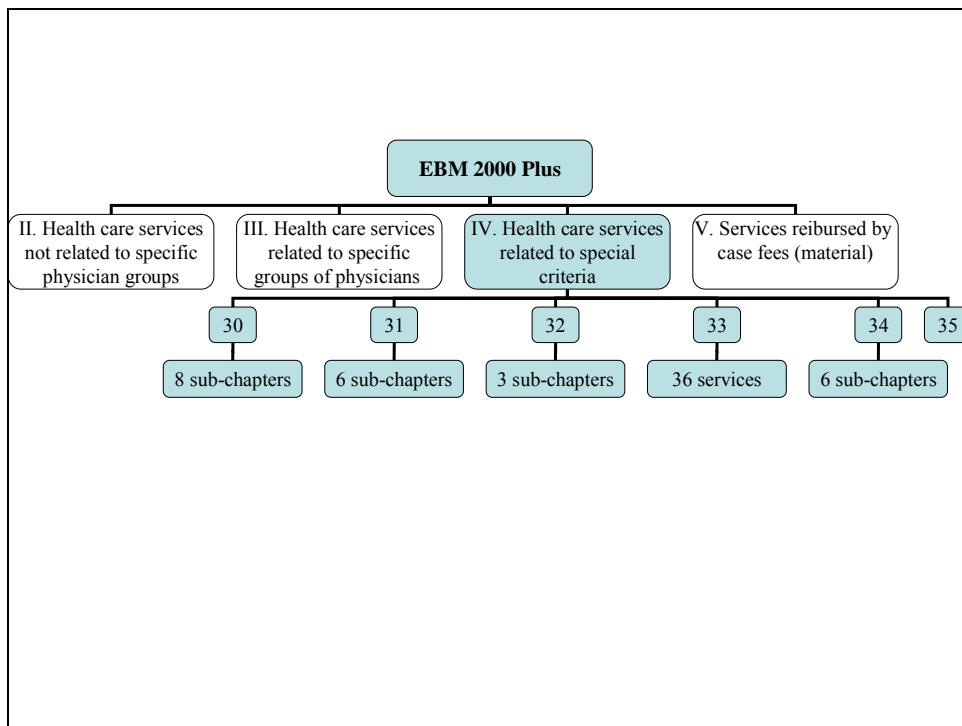 EBM 2000 Plus
II. Health care services
not related to specific
physician groups
III. Health care services
related to specific
groups of physicians
IV. Health care services
related to special
criteria
V. Services reibursed by
case fees (material)
30
31
32
33
34
35
8 sub-chapters
6 sub-chapters
3 sub-chapters
36 services
6 sub-chapters